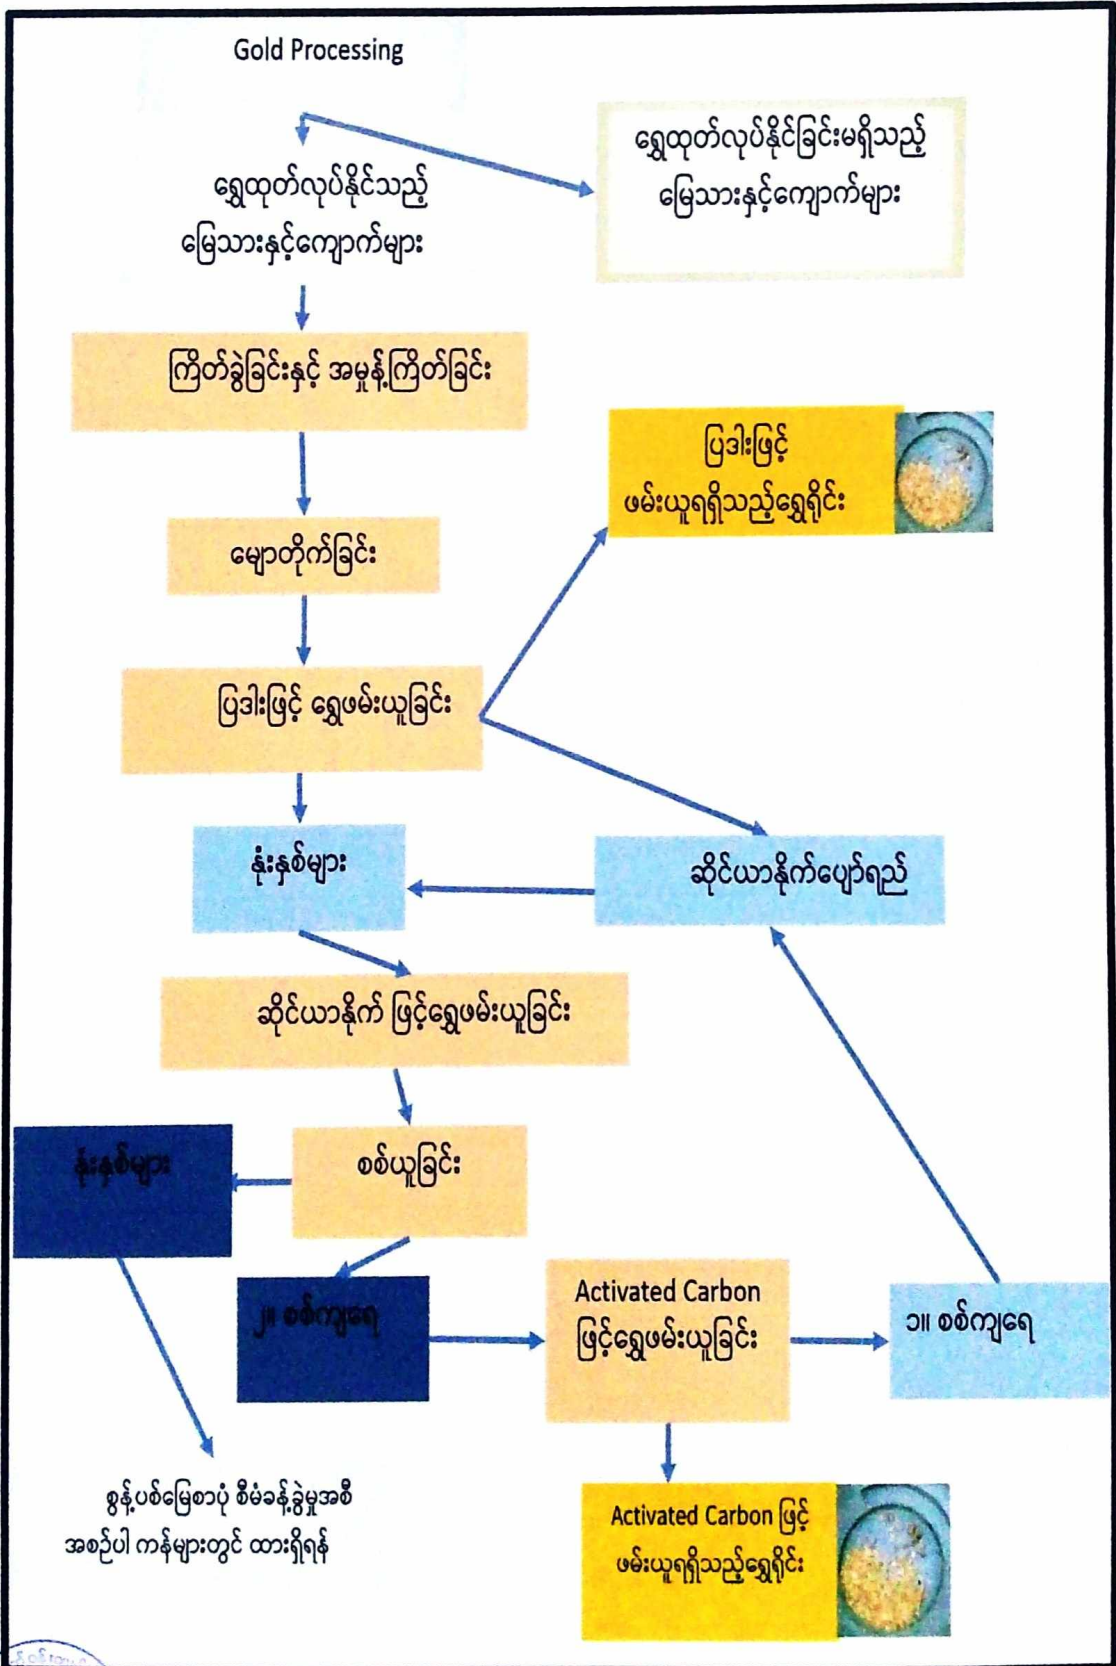 Gold Processing
ရွှေထုတ်လုပ်နိုင်ခြင်းမရှိသည့်
မြေသားနှင့်ကျောက်များ
ရွှေထုတ်လုပ်နိုင်သည့်
မြေသားနှင့်ကျောက်များ
ကြိတ်ခွဲခြင်းနှင့် အမှုန့်ကြိတ်ခြင်း
ပြဒါးဖြင့်
ဖမ်းယူရရှိသည့်ရွှေရိုင်း
မျောတိုက်ခြင်း
ပြဒါးဖြင့် ရွှေဖမ်းယူခြင်း
နုံးနှစ်များ
ဆိုင်ယာနိုက်ပျော်ရည်
ဆိုင်ယာနိုက် ဖြင့်ရွှေဖမ်းယူခြင်း
နုံးနှစ်များ
စစ်ယူခြင်း
၂။ စစ်ကျရေ
Activated Carbon
ဖြင့်ရွှေဖမ်းယူခြင်း
၁။ စစ်ကျရေ
စွန့်ပစ်မြေစာပုံ စီမံခန့်ခွဲမှုအစီ
အစဉ်ပါ ကန်များတွင် ထားရှိရန်
Activated Carbon ဖြင့်
ဖမ်းယူရရှိသည့်ရွှေရိုင်း